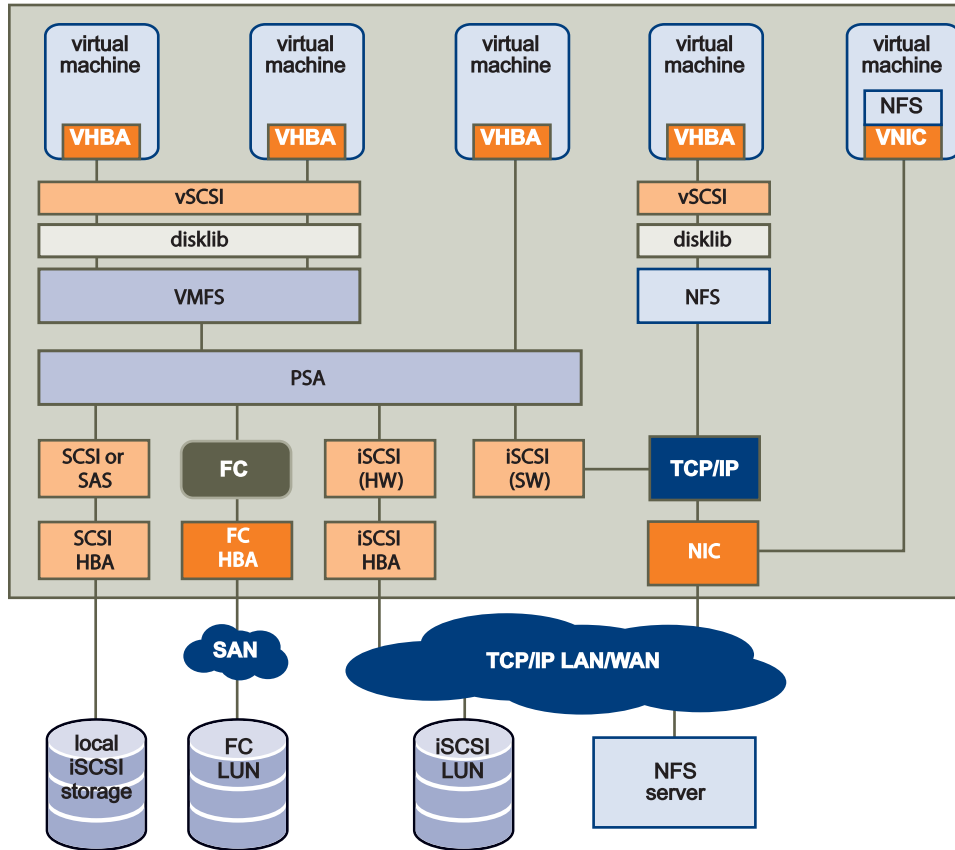 virtual
machine
VHBA
virtual
machine
VHBA
virtual
machine
VHBA
virtual
machine
VHBA
virtual
machine
NFS
VNIC
vSCSI
disklib
VMFS
vSCSI
disklib
NFS
PSA
SCSI or
SAS
FC
iSCSI
(HW)
iSCSI
(SW)
TCP/IP
SCSI
HBA
FC
HBA
iSCSI
HBA
NIC
SAN
TCP/IP LAN/WAN
local
iSCSI
storage
FC
LUN
iSCSI
LUN
NFS
server